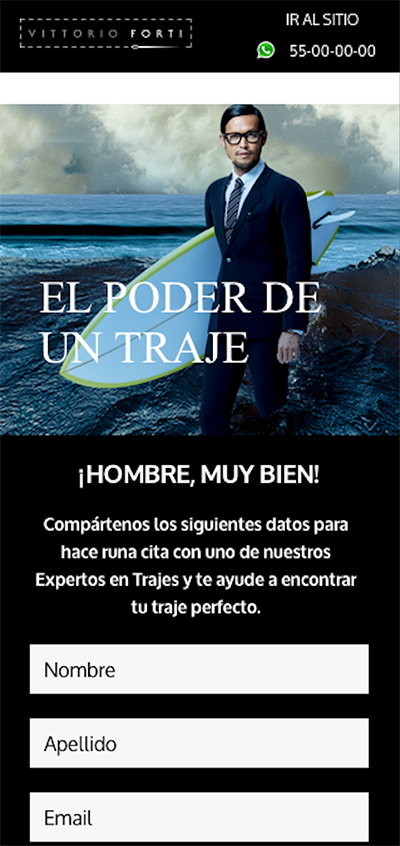 VITTORIO FORTI
IR AL SITIO
55-00-00-00
EL PODER DE
UN TRAJE
¡HOMBRE, MUY BIEN!
Compártenos los siguientes datos para
hace runa cita con uno de nuestros
Expertos en Trajes y te ayude a encontrar
tu traje perfecto.
Nombre
Apellido
Email